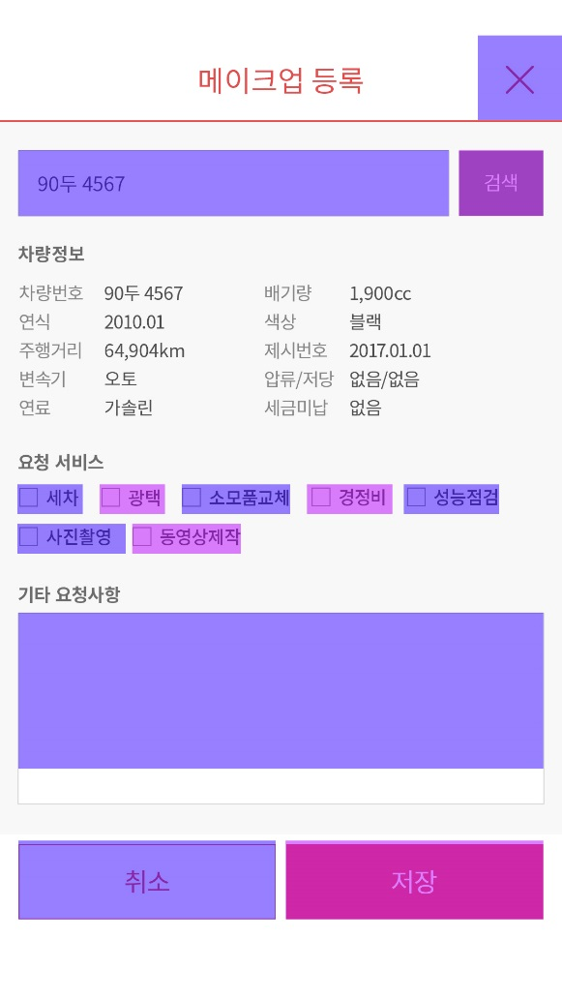 메이크업 등록
90두 4567 검색
차량정보
차량번호 90두 4567 배기량 1,900cc
연식 2010.01 색상 블랙
주행거리 64,904km 제시번호 2017.01.01
변속기 오토 압류/저당 없음/없음
연료 가솔린 세금미납 없음
요청 서비스
세차 광택 소모품교체 경정비 성능점검
사진촬영 동영상제작
기타 요청사항
취소 저장